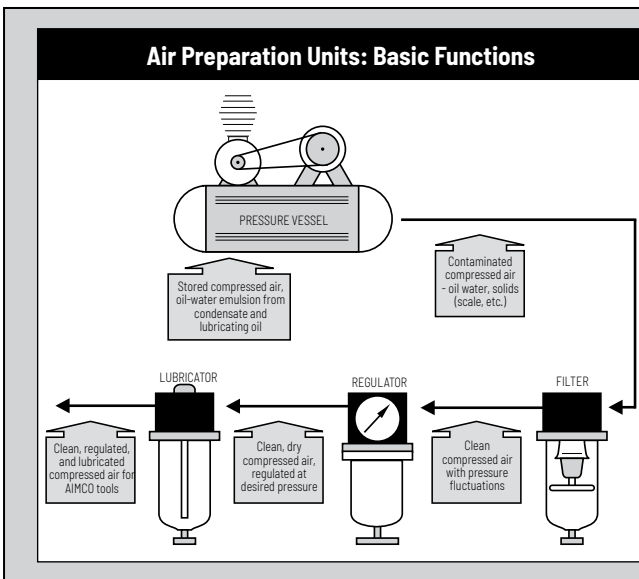 Air Preparation Units: Basic Functions
PRESSURE VESSEL
Stored compressed air,
oil-water emulsion from
condensate and
lubricating oil
Contaminated
compressed air
- oil water, solids
(scale, etc.)
LUBRICATOR
REGULATOR
FILTER
Clean, regulated,
and lubricated
compressed air for
AIMCO tools
Clean, dry
compressed air,
regulated at
desired pressure
Clean
compressed air
with pressure
fluctuations